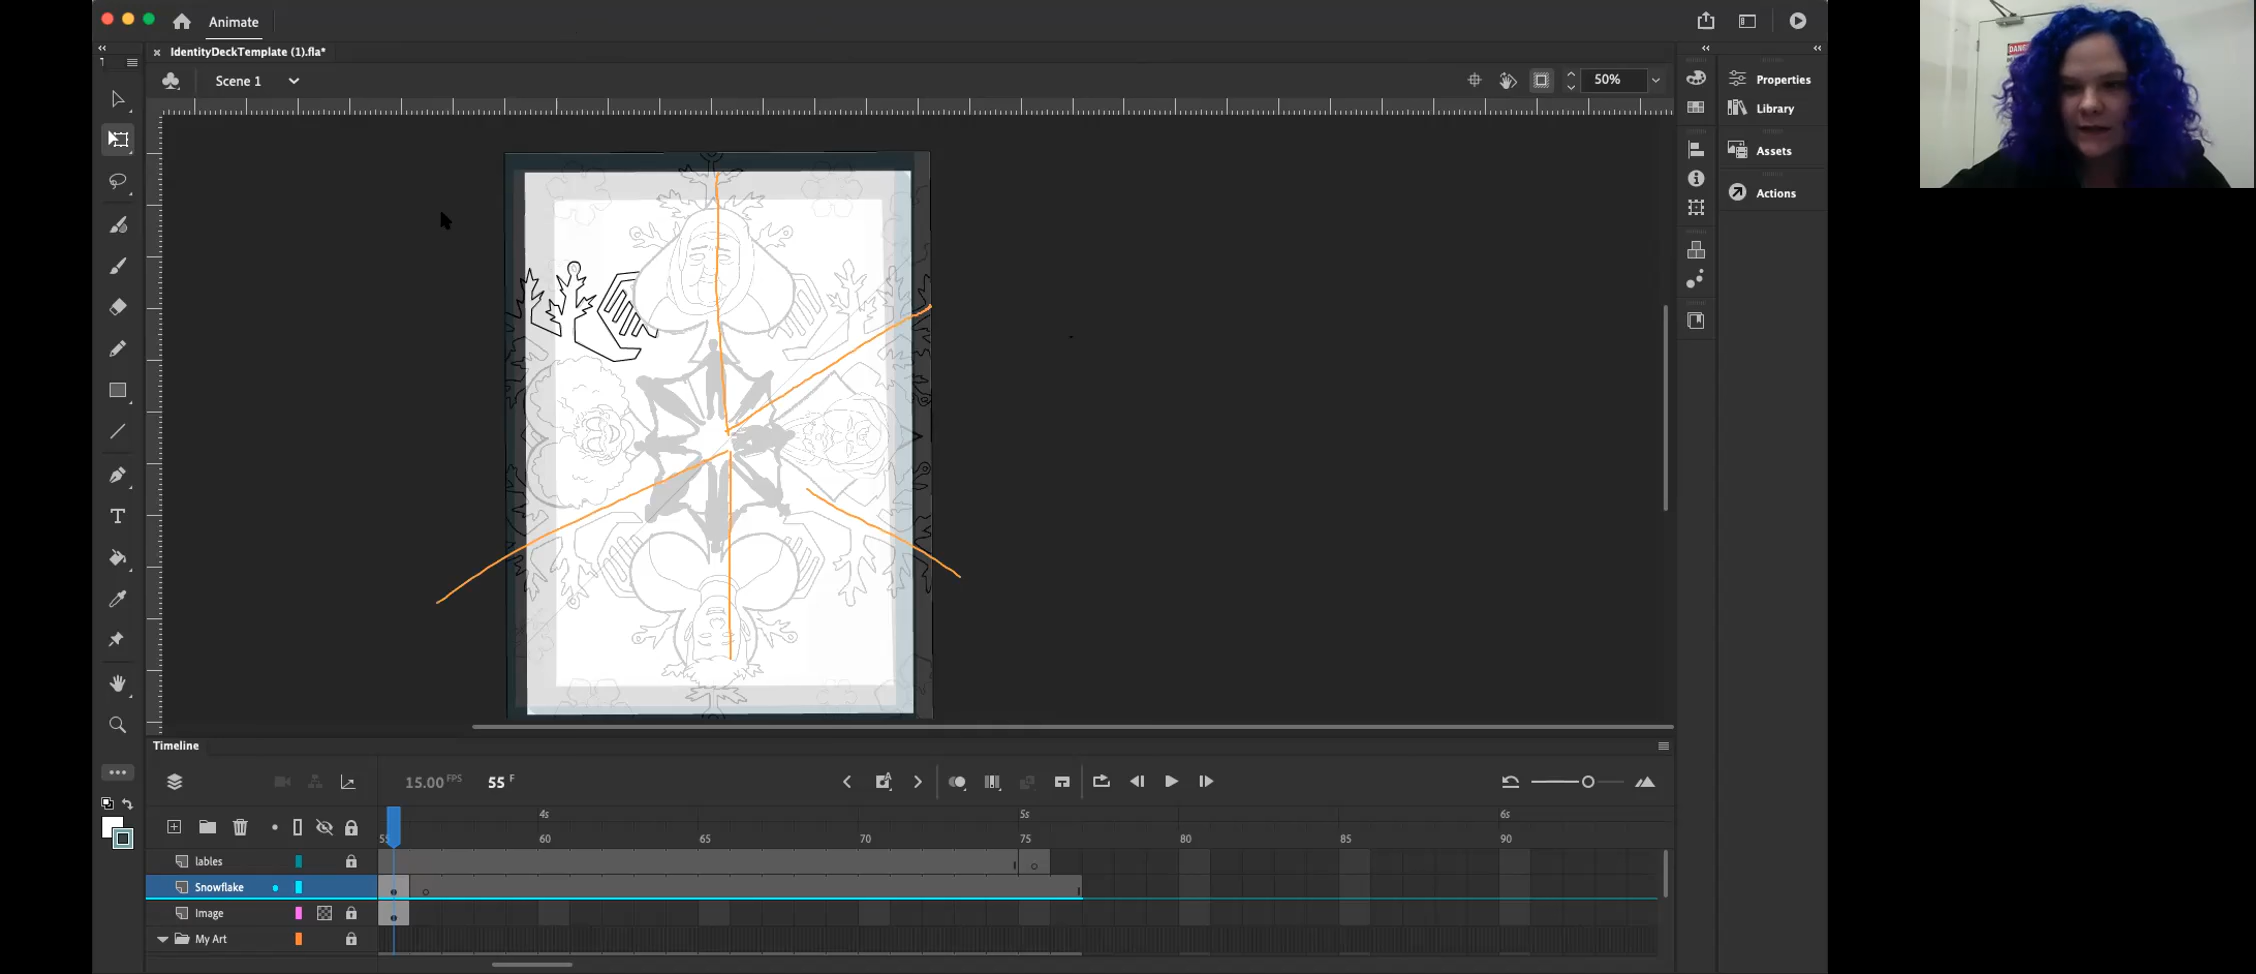 Animate
IdentityDeckTemplate (1).fla*
Scene 1
50%
Properties
Library
Assets
Actions
Timeline
15.00 FPS
55 F
4s
5s
6s
55
60
65
70
75
80
85
90
lables
Snowflake
Image
My Art